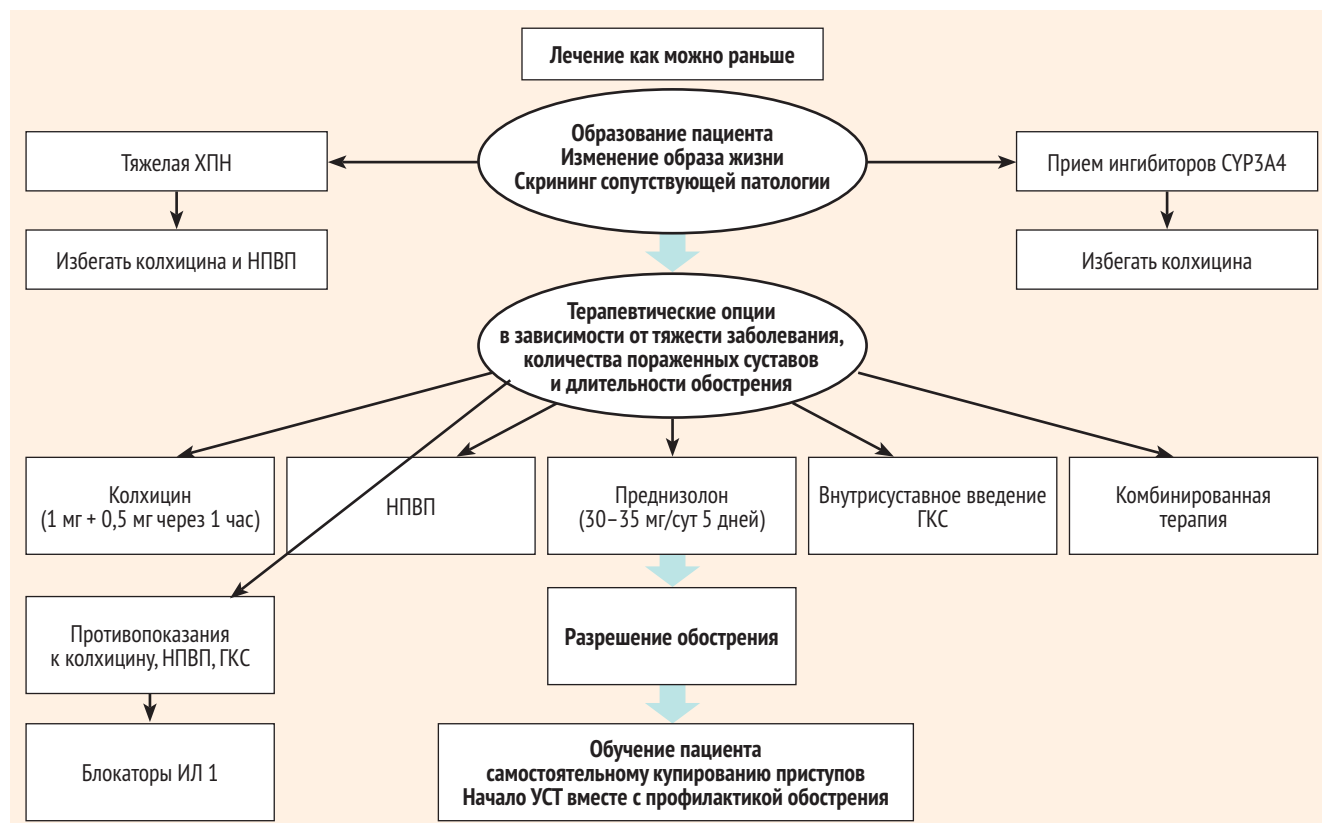 Лечение как можно раньше
Образование пациента
Изменение образа жизни
Скрининг сопутствующей патологии
Тяжелая ХПН
Прием ингибиторов CYP3A4
Избегать колхицина и НПВП
Избегать колхицина
Терапевтические опции
в зависимости от тяжести заболевания,
количества пораженных суставов
и длительности обострения
Колхицин
(1 мг + 0,5 мг через 1 час)
НПВП
Преднизолон
(30–35 мг/сут 5 дней)
Внутрисуставное введение
ГКС
Комбинированная
терапия
Противопоказания
к колхицину, НПВП, ГКС
Разрешение обострения
Блокаторы ИЛ 1
Обучение пациента
самостоятельному купированию приступов
Начало УСТ вместе с профилактикой обострения